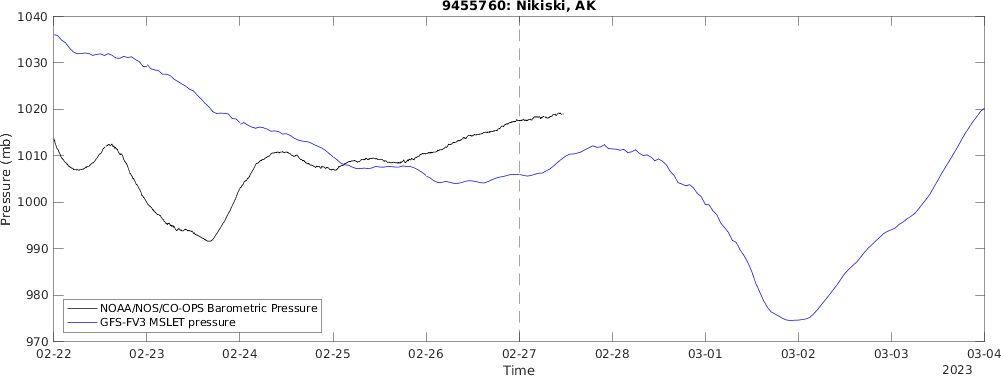 9455760: Nikiski, AK
1040
1030
1020
1010
1000
990
980
970
Pressure (mb)
NOAA/NOS/CO-OPS Barometric Pressure
GFS-FV3 MSLET pressure
02-22 02-23 02-24 02-25 02-26 02-27 02-28 03-01 03-02 03-03 03-04
Time
2023